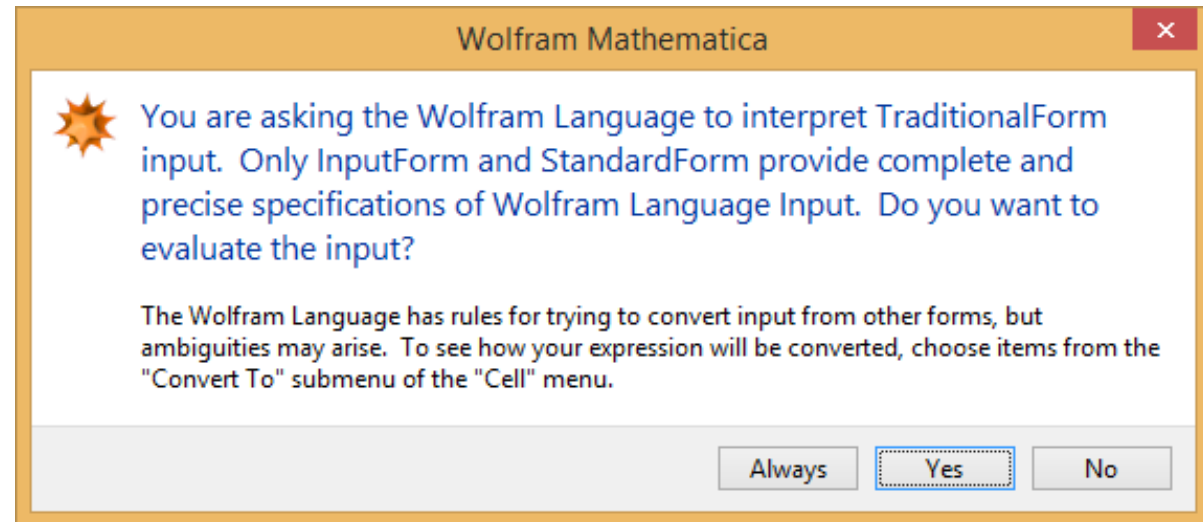 Wolfram Mathematica
You are asking the Wolfram Language to interpret TraditionalForm
input.  Only InputForm and StandardForm provide complete and
precise specifications of Wolfram Language Input.  Do you want to
evaluate the input?
The Wolfram Language has rules for trying to convert input from other forms, but
ambiguities may arise.  To see how your expression will be converted, choose items from the
"Convert To" submenu of the "Cell" menu.
Always Yes No